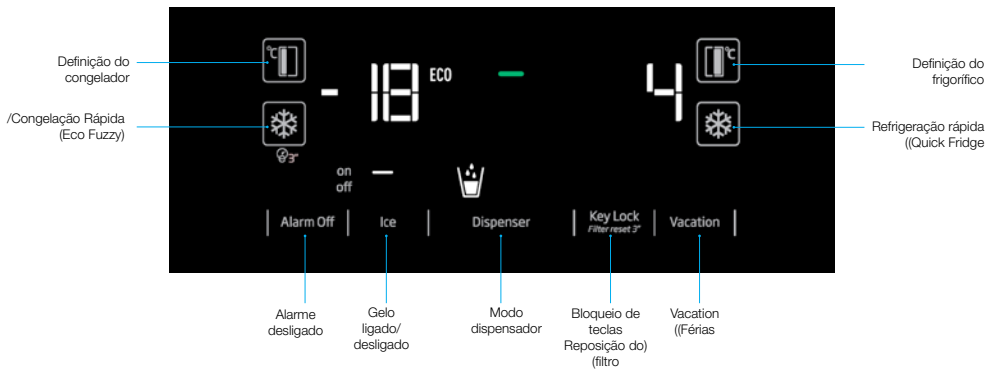 Definição do
congelador
/Congelação Rápida
(Eco Fuzzy)
°C
- 18 ECO
3"
on
off
4
°C
Definição do
frigorífico
Refrigeração rápida
((Quick Fridge
Alarm Off
Ice
Dispenser
Key Lock
Filter reset 3"
Vacation
Alarme
desligado
Gelo
ligado/
desligado
Modo
dispensador
Bloqueio de
teclas
Reposição do)
(filtro
Vacation
((Férias